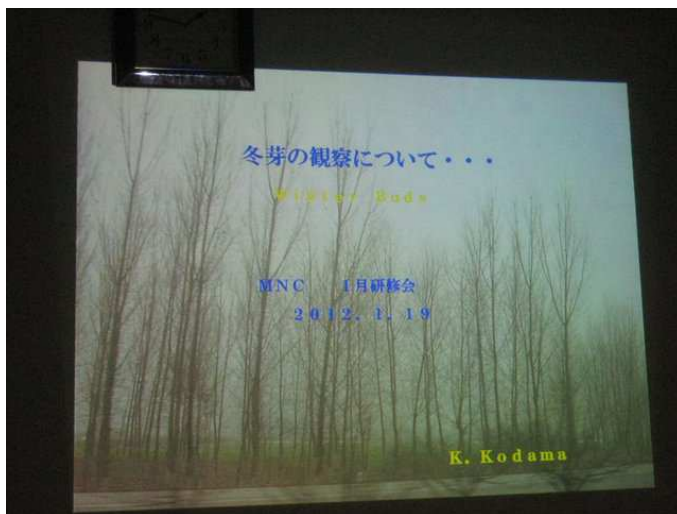 冬芽の観察について・・・
Winter Buds
MNC 1月研修会
2012.1.19
K. Kodama